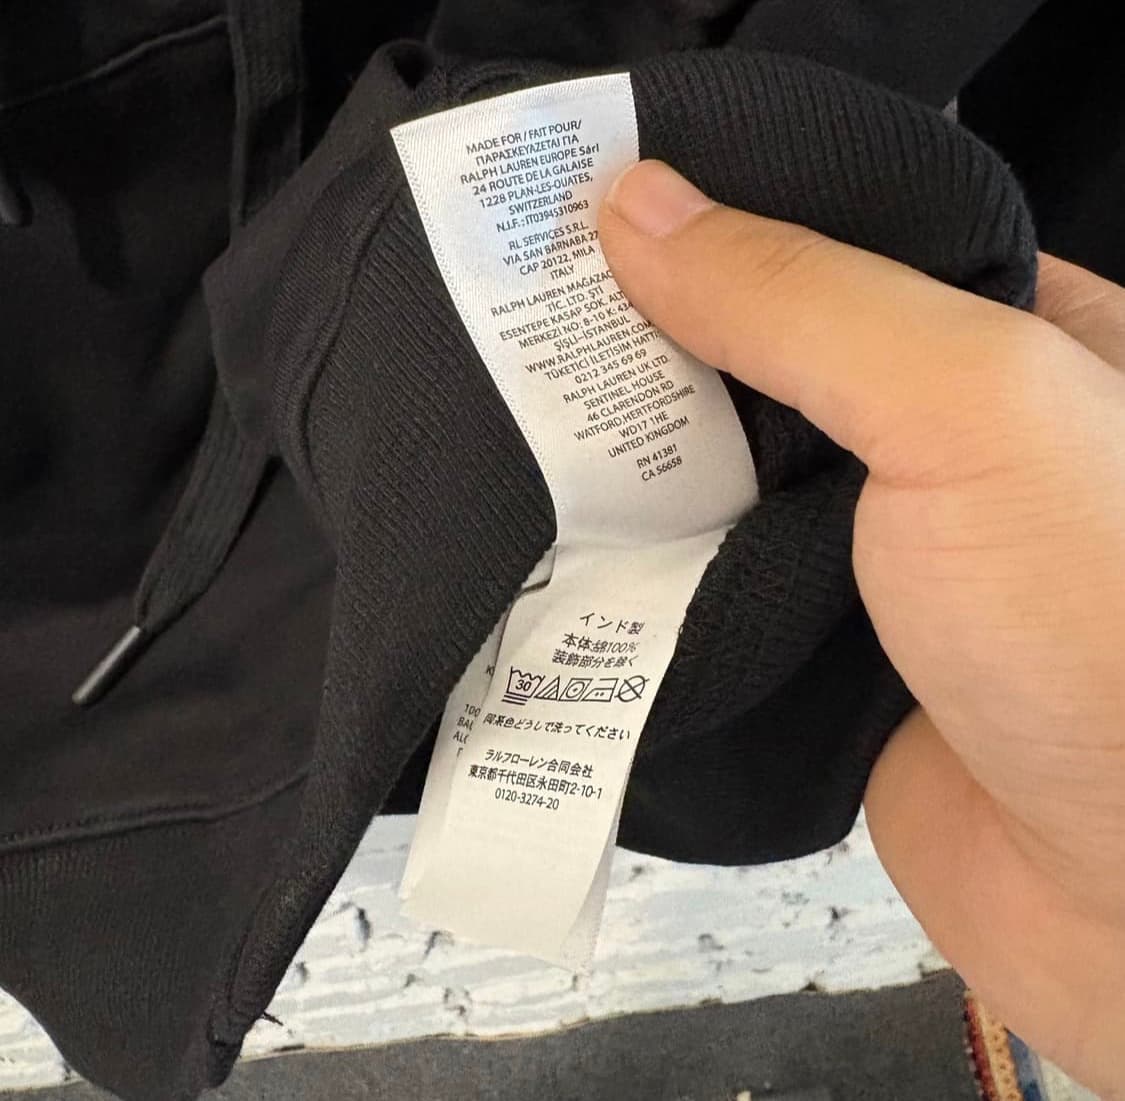 MADE FOR / FAIT POUR/
ΠΑΡΑΣΚΕΥΑΖΕΤΑΙ ΓΙΑ
RALPH LAUREN EUROPE Sárl
24 ROUTE DE LA GALAISE
1228 PLAN-LES-OUATES,
SWITZERLAND
N.I.F.:IT03945310963
RL SERVICES S.R.L.
VIA SAN BARNABA 27
CAP 20122, MILA
ITALY
RALPH LAUREN MAĞAZAC
TİC. LTD. ŞTİ
ESENTEPE KASAP SOK. ALT
MERKEZİ NO: 8-10 K: 434
ŞİŞLİ-İSTANBUL
WWW.RALPHLAUREN.COM
TÜKETİCİ İLETİSİM HATTI:
0212 345 69 69
RALPH LAUREN UK LTD.
SENTINEL HOUSE
46 CLARENDON RD
WATFORD,HERTFORDSHIRE
WD17 1HE
UNITED KINGDOM
RN 41381
CA 56658
インド製
本体:綿100%
装飾部分を除く
30
同系色どうしで洗ってください
ラルフローレン合同会社
東京都千代田区永田町2-10-1
0120-3274-20
100
BAL